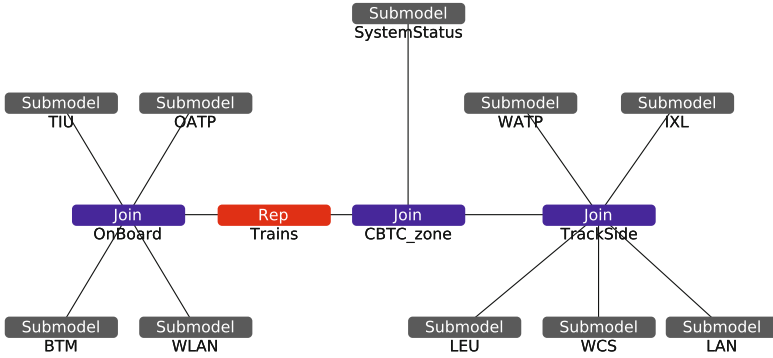 Submodel
SystemStatus
Submodel Submodel Submodel Submodel
TIU OATP WATP IXL
Join Rep Join Join
OnBoard Trains CBTC_zone TrackSide
Submodel Submodel Submodel Submodel Submodel
BTM WLAN LEU WCS LAN